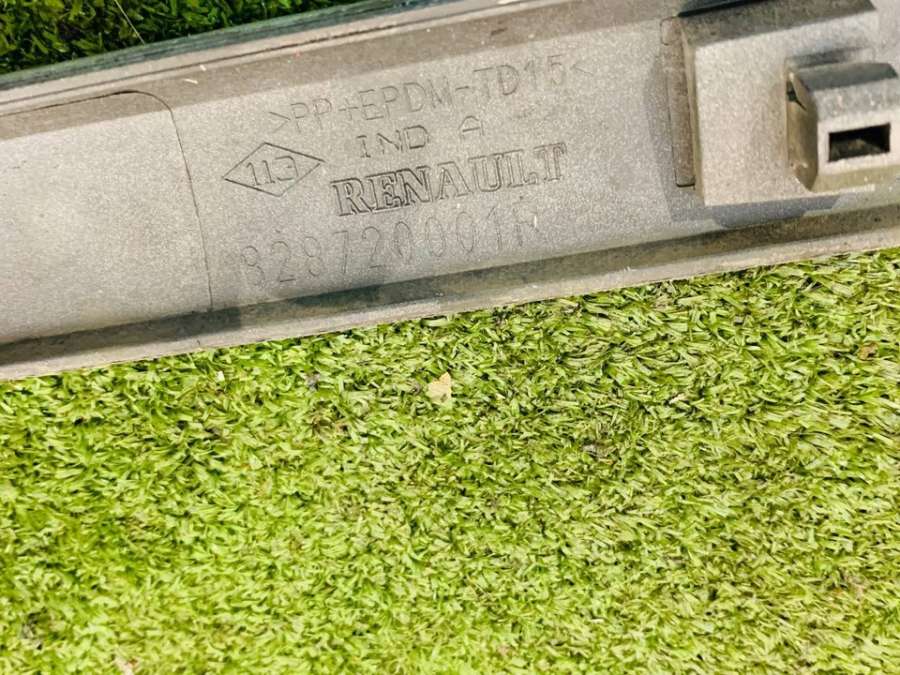 >PP+EPDM-TD15<
IND A
113
RENAULT
828720001R